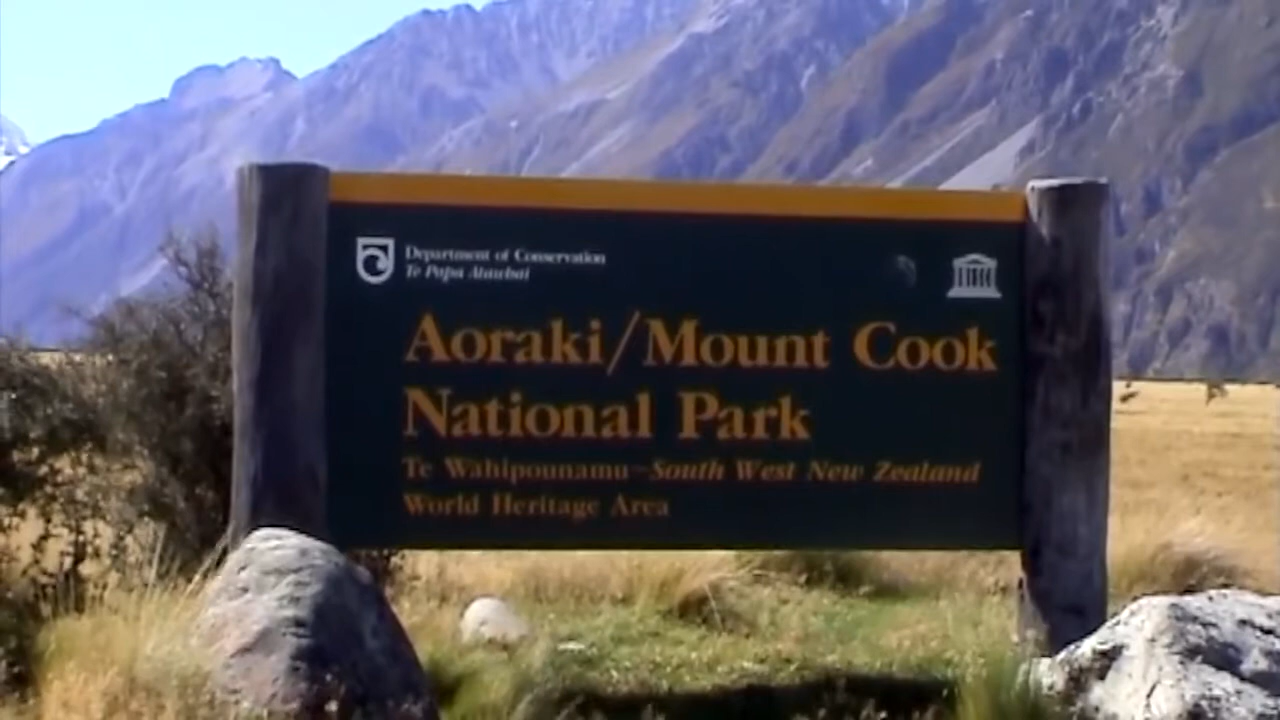 Department of Conservation
Te Papa Atawhai
Aoraki/Mount Cook
National Park
Te Wahipounamu-South West New Zealand
World Heritage Area